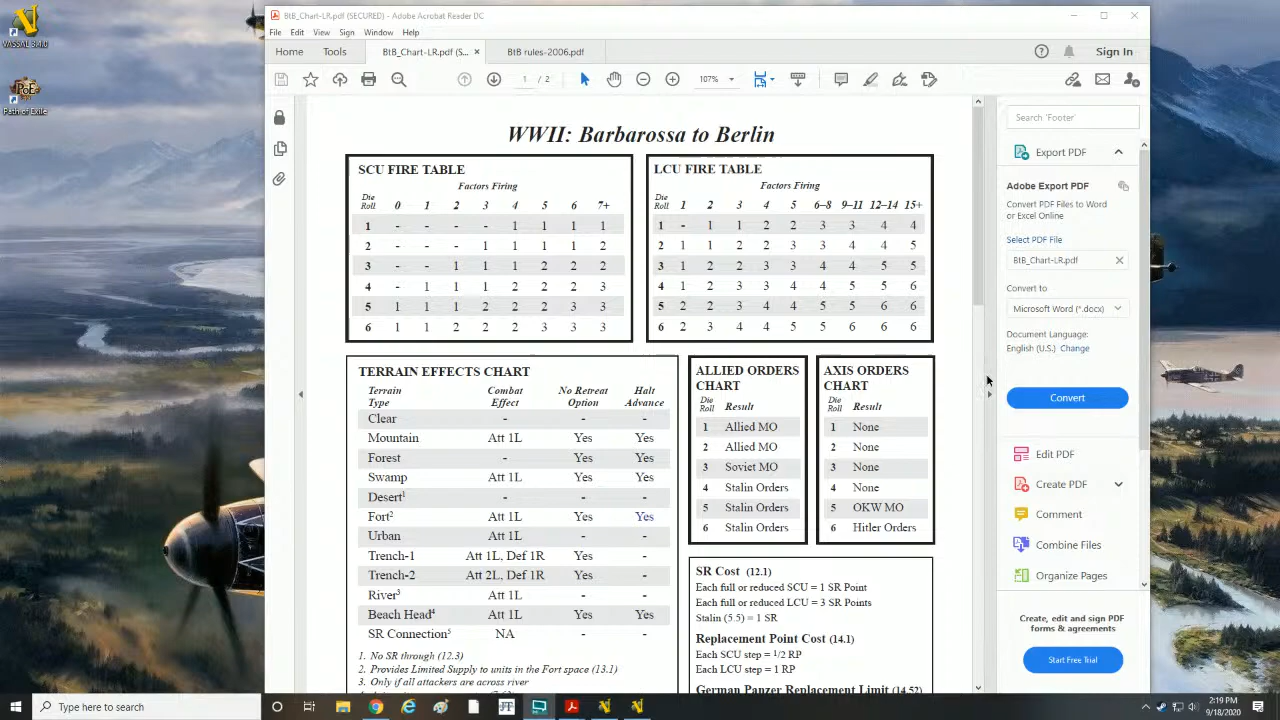 BtB_Chart-LR.pdf (SECURED) - Adobe Acrobat Reader DC
File Edit View Sign Window Help
Home Tools BtB_Chart-LR.pdf (S... × BtB rules-2006.pdf Sign In
1 / 2 107%
Path of Exile
WWII: Barbarossa to Berlin
SCU FIRE TABLE
Factors Firing
Die Roll 0 1 2 3 4 5 6 7+
1 - - - - 1 1 1 1
2 - - - 1 1 1 1 2
3 - - 1 1 1 2 2 2
4 - 1 1 1 2 2 2 3
5 1 1 1 2 2 2 3 3
6 1 1 2 2 2 3 3 3
LCU FIRE TABLE
Factors Firing
Die Roll 1 2 3 4 5 6–8 9–11 12–14 15+
1 - 1 1 2 2 3 3 4 4
2 1 1 2 2 3 3 4 4 5
3 1 2 2 3 3 4 4 5 5
4 1 2 3 3 4 4 5 5 6
5 2 2 3 4 4 5 5 6 6
6 2 3 4 4 5 5 6 6 6
TERRAIN EFFECTS CHART
Terrain Type Combat Effect No Retreat Option Halt Advance
Clear - - -
Mountain Att 1L Yes Yes
Forest - Yes Yes
Swamp Att 1L Yes Yes
Desert1 - - -
Fort2 Att 1L Yes Yes
Urban Att 1L - -
Trench-1 Att 1L, Def 1R Yes -
Trench-2 Att 2L, Def 1R Yes -
River3 Att 1L - -
Beach Head4 Att 1L Yes Yes
SR Connection5 NA - -
1. No SR through (12.3)
2. Provides Limited Supply to units in the Fort space (13.1)
3. Only if all attackers are across river
ALLIED ORDERS CHART
Die Roll Result
1 Allied MO
2 Allied MO
3 Soviet MO
4 Stalin Orders
5 Stalin Orders
6 Stalin Orders
AXIS ORDERS CHART
Die Roll Result
1 None
2 None
3 None
4 None
5 OKW MO
6 Hitler Orders
SR Cost (12.1)
Each full or reduced SCU = 1 SR Point
Each full or reduced LCU = 3 SR Points
Stalin (5.5) = 1 SR
Replacement Point Cost (14.1)
Each SCU step = 1/2 RP
Each LCU step = 1 RP
German Panzer Replacement Limit (14.52)
Search 'Footer'
Export PDF
Adobe Export PDF
Convert PDF Files to Word
or Excel Online
Select PDF File
BtB_Chart-LR.pdf ×
Convert to
Microsoft Word (*.docx)
Document Language:
English (U.S.) Change
Convert
Edit PDF
Create PDF
Comment
Combine Files
Organize Pages
Create, edit and sign PDF
forms & agreements
Start Free Trial
Type here to search
2:19 PM
9/18/2020